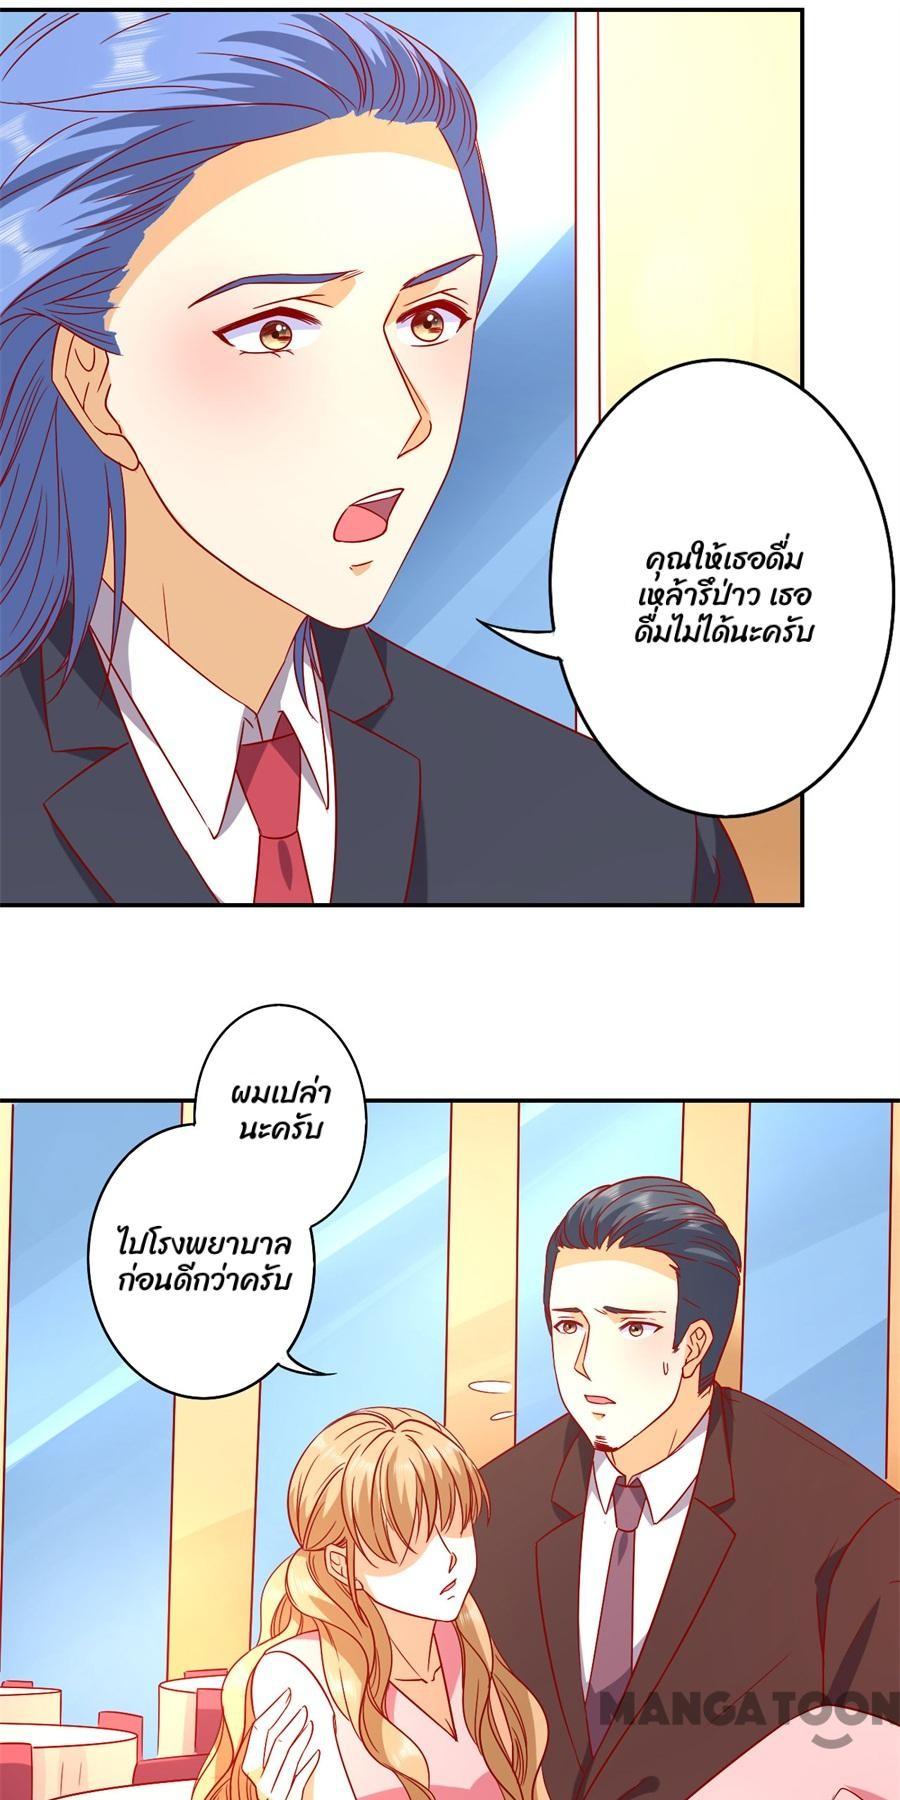 คุณให้เธอดื่ม
เหล้ารึป่าว เธอ
ดื่มไม่ได้นะครับ
ผมเปล่า
นะครับ
ไปโรงพยาบาล
ก่อนดีกว่าครับ
MANGATOON